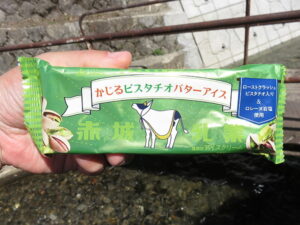 かじるピスタチオバターアイス
ローストクラッシュ
ピスタチオ入り
&
ロレーヌ岩塩
使用
赤城乳業